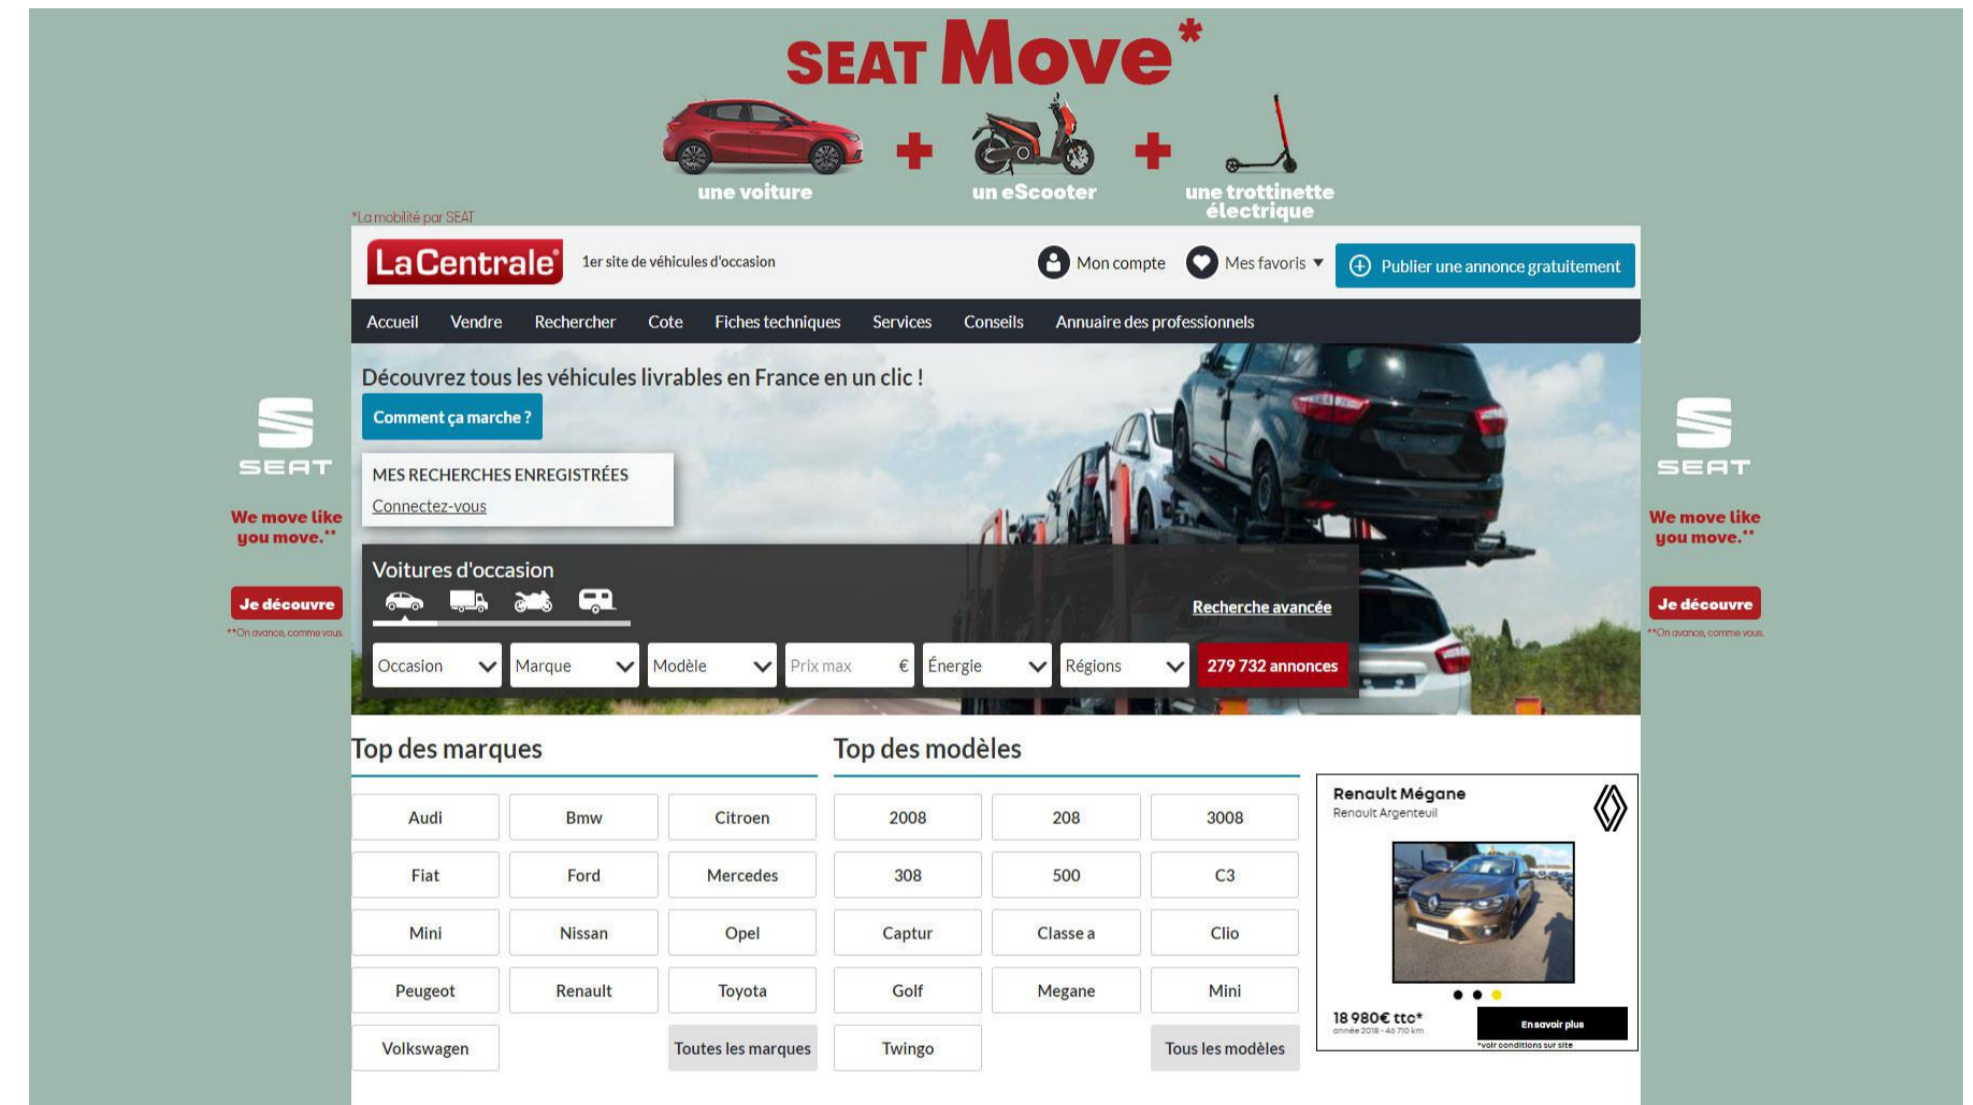 SEAT Move*
une voiture
un eScooter
une trottinette
électrique
*La mobilité par SEAT
La Centrale®
1er site de véhicules d'occasion
Mon compte
Mes favoris
Publier une annonce gratuitement
Accueil Vendre Rechercher Cote Fiches techniques Services Conseils Annuaire des professionnels
Découvrez tous les véhicules livrables en France en un clic !
Comment ça marche ?
MES RECHERCHES ENREGISTRÉES
Connectez-vous
SEAT
We move like
you move.**
Je découvre
**On avance, comme vous.
SEAT
We move like
you move.**
Je découvre
**On avance, comme vous.
Voitures d'occasion
Recherche avancée
Occasion Marque Modèle Prix max € Énergie Régions 279 732 annonces
Top des marques
Audi Bmw Citroen
Fiat Ford Mercedes
Mini Nissan Opel
Peugeot Renault Toyota
Volkswagen Toutes les marques
Top des modèles
2008 208 3008
308 500 C3
Captur Classe a Clio
Golf Megane Mini
Twingo Tous les modèles
Renault Mégane
Renault Argenteuil
18 980€ ttc*
année 2018 - 46 710 km
En savoir plus
*voir conditions sur site